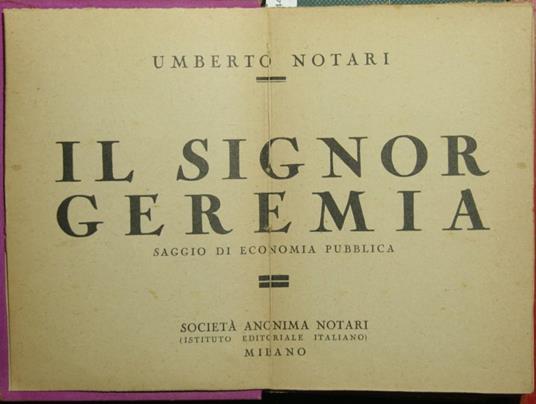 UMBERTO NOTARI
IL SIGNOR
GEREMIA
SAGGIO DI ECONOMIA PUBBLICA
SOCIETÀ ANONIMA NOTARI
(ISTITUTO EDITORIALE ITALIANO)
MILANO